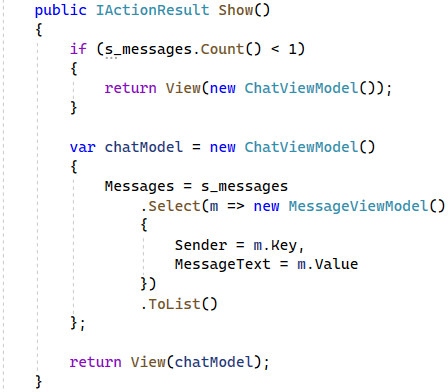 public IActionResult Show()
{
    if (s_messages.Count() < 1)
    {
        return View(new ChatViewModel());
    }

    var chatModel = new ChatViewModel()
    {
        Messages = s_messages
            .Select(m => new MessageViewModel()
            {
                Sender = m.Key,
                MessageText = m.Value
            })
            .ToList()
    };

    return View(chatModel);
}